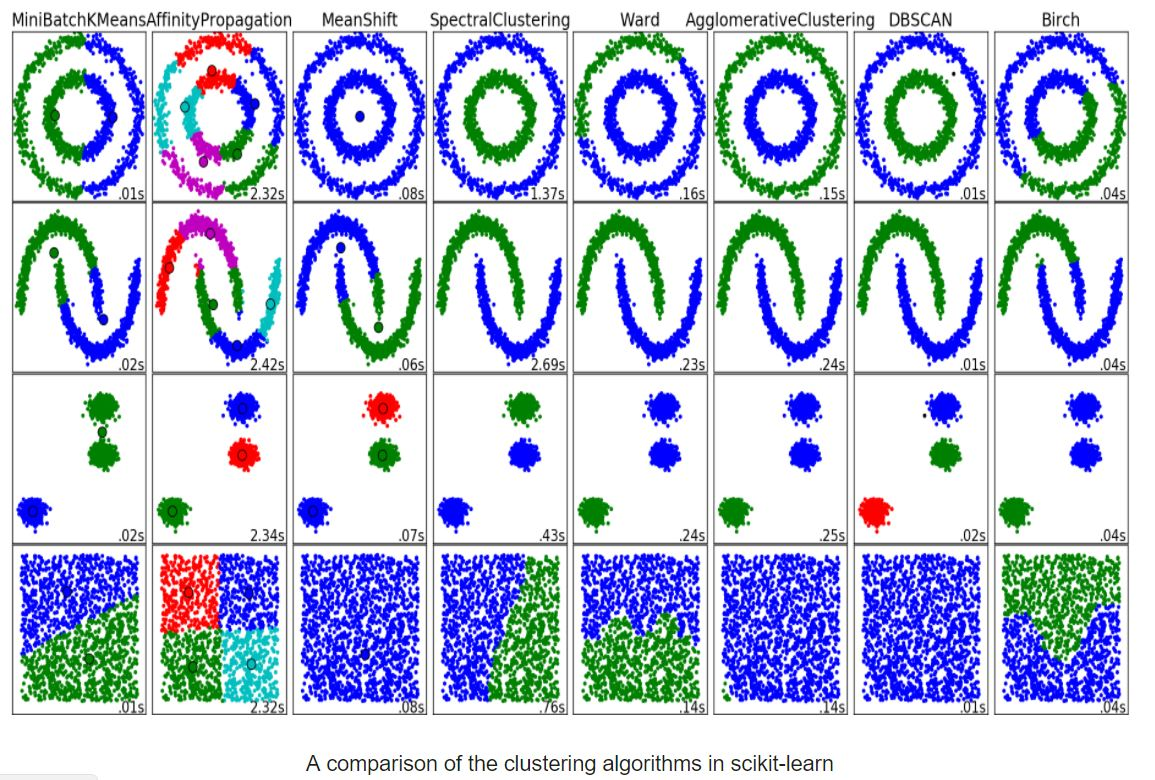 MiniBatchKMeans AffinityPropagation MeanShift SpectralClustering Ward AgglomerativeClustering DBSCAN Birch
.01s 2.32s .08s 1.37s .16s .15s .01s .04s
.02s 2.42s .06s 2.69s .23s .24s .01s .04s
.02s 2.34s .07s .43s .24s .25s .02s .04s
.01s 2.32s .08s .76s .14s .14s .01s .04s
A comparison of the clustering algorithms in scikit-learn